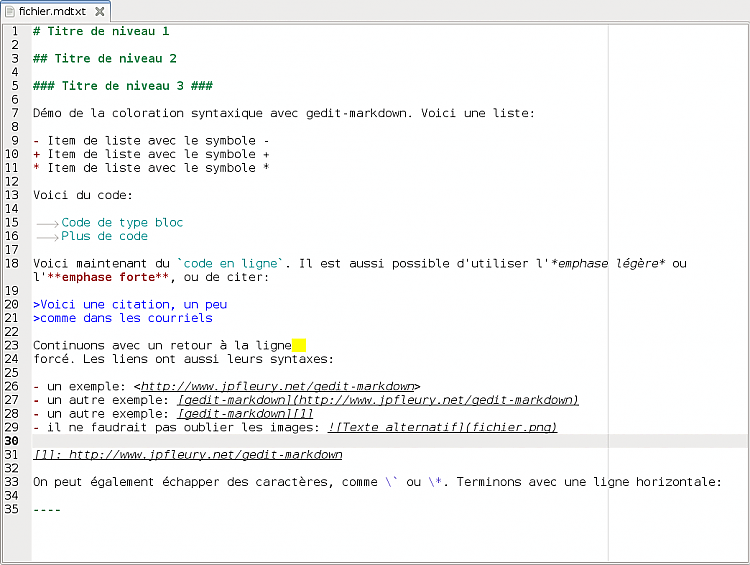 fichler.mdtxt
1 # Titre de niveau 1
2
3 ## Titre de niveau 2
4
5 ### Titre de niveau 3 ###
6
7 Démo de la coloration syntaxique avec gedit-markdown. Voici une liste:
8
9 - Item de liste avec le symbole -
10 + Item de liste avec le symbole +
11 * Item de liste avec le symbole *
12
13 Voici du code:
14
15 Code de type bloc
16 Plus de code
17
18 Voici maintenant du `code en ligne`. Il est aussi possible d'utiliser l'*emphase légère* ou
l'**emphase forte**, ou de citer:
19
20 >Voici une citation, un peu
21 >comme dans les courriels
22
23 Continuons avec un retour à la ligne
24 forcé. Les liens ont aussi leurs syntaxes:
25
26 - un exemple: <http://www.jpfleury.net/gedit-markdown>
27 - un autre exemple: [gedit-markdown](http://www.jpfleury.net/gedit-markdown)
28 - un autre exemple: [gedit-markdown][1]
29 - il ne faudrait pas oublier les images: ![Texte alternatif](fichier.png)
30
31 [1]: http://www.jpfleury.net/gedit-markdown
32
33 On peut également échapper des caractères, comme \` ou \*. Terminons avec une ligne horizontale:
34
35 ----